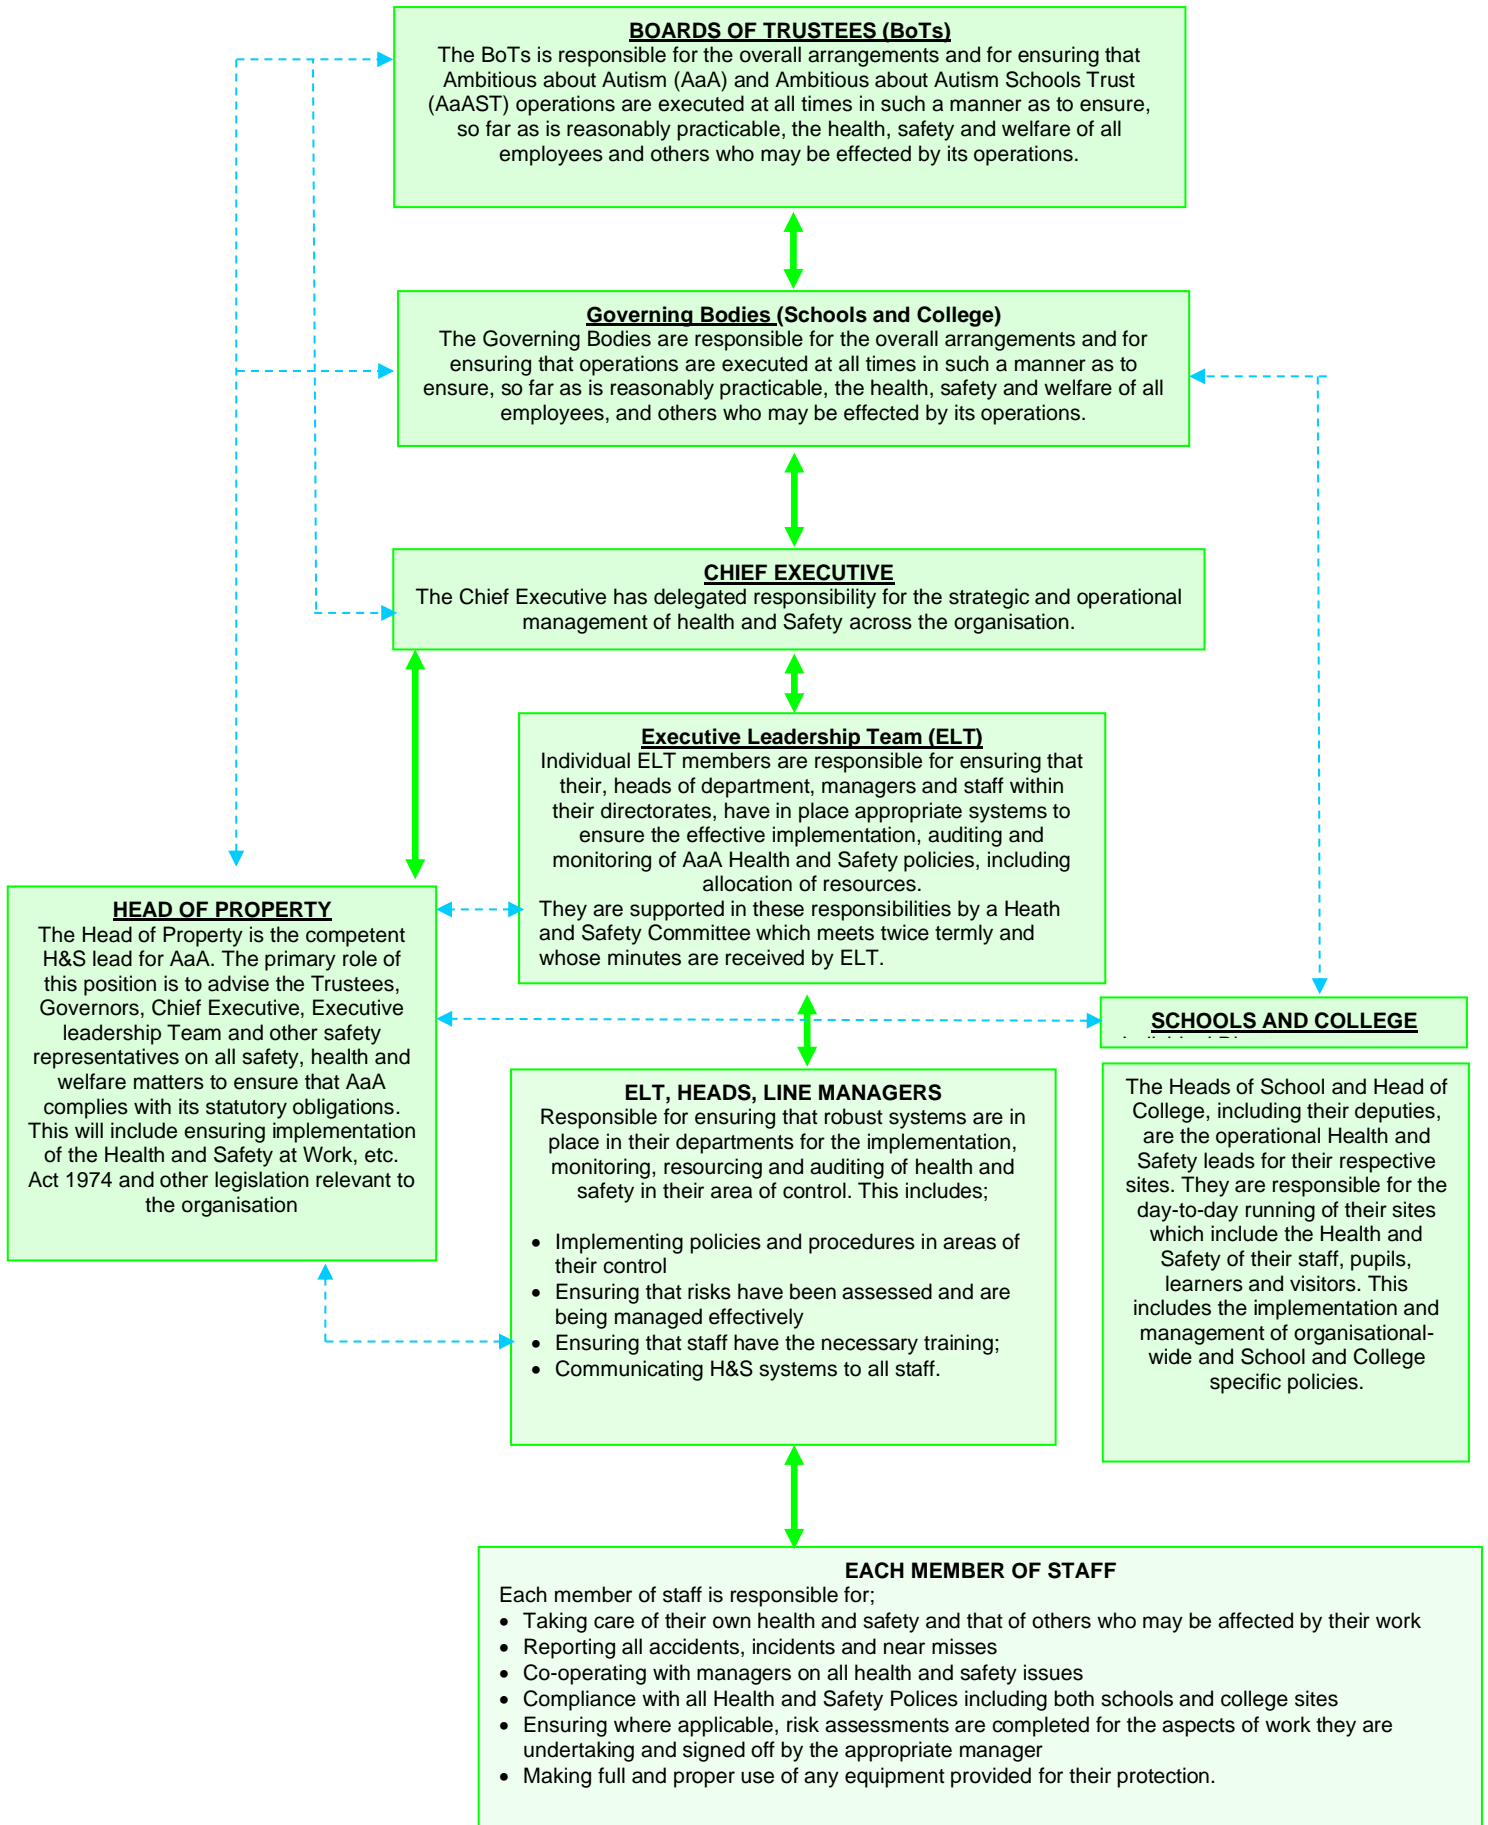 BOARDS OF TRUSTEES (BoTs)
The BoTs is responsible for the overall arrangements and for ensuring that
Ambitious about Autism (AaA) and Ambitious about Autism Schools Trust
(AaAST) operations are executed at all times in such a manner as to ensure,
so far as is reasonably practicable, the health, safety and welfare of all
employees and others who may be effected by its operations.
Governing Bodies (Schools and College)
The Governing Bodies are responsible for the overall arrangements and for
ensuring that operations are executed at all times in such a manner as to
ensure, so far as is reasonably practicable, the health, safety and welfare of all
employees, and others who may be effected by its operations.
CHIEF EXECUTIVE
The Chief Executive has delegated responsibility for the strategic and operational
management of health and Safety across the organisation.
Executive Leadership Team (ELT)
Individual ELT members are responsible for ensuring that
their, heads of department, managers and staff within
their directorates, have in place appropriate systems to
ensure the effective implementation, auditing and
monitoring of AaA Health and Safety policies, including
allocation of resources.
They are supported in these responsibilities by a Heath
and Safety Committee which meets twice termly and
whose minutes are received by ELT.
HEAD OF PROPERTY
The Head of Property is the competent
H&S lead for AaA. The primary role of
this position is to advise the Trustees,
Governors, Chief Executive, Executive
leadership Team and other safety
representatives on all safety, health and
welfare matters to ensure that AaA
complies with its statutory obligations.
This will include ensuring implementation
of the Health and Safety at Work, etc.
Act 1974 and other legislation relevant to
the organisation
SCHOOLS AND COLLEGE
The Heads of School and Head of
College, including their deputies,
are the operational Health and
Safety leads for their respective
sites. They are responsible for the
day-to-day running of their sites
which include the Health and
Safety of their staff, pupils,
learners and visitors. This
includes the implementation and
management of organisational-
wide and School and College
specific policies.
ELT, HEADS, LINE MANAGERS
Responsible for ensuring that robust systems are in
place in their departments for the implementation,
monitoring, resourcing and auditing of health and
safety in their area of control. This includes;
• Implementing policies and procedures in areas of
their control
• Ensuring that risks have been assessed and are
being managed effectively
• Ensuring that staff have the necessary training;
• Communicating H&S systems to all staff.
EACH MEMBER OF STAFF
Each member of staff is responsible for;
• Taking care of their own health and safety and that of others who may be affected by their work
• Reporting all accidents, incidents and near misses
• Co-operating with managers on all health and safety issues
• Compliance with all Health and Safety Polices including both schools and college sites
• Ensuring where applicable, risk assessments are completed for the aspects of work they are
undertaking and signed off by the appropriate manager
• Making full and proper use of any equipment provided for their protection.